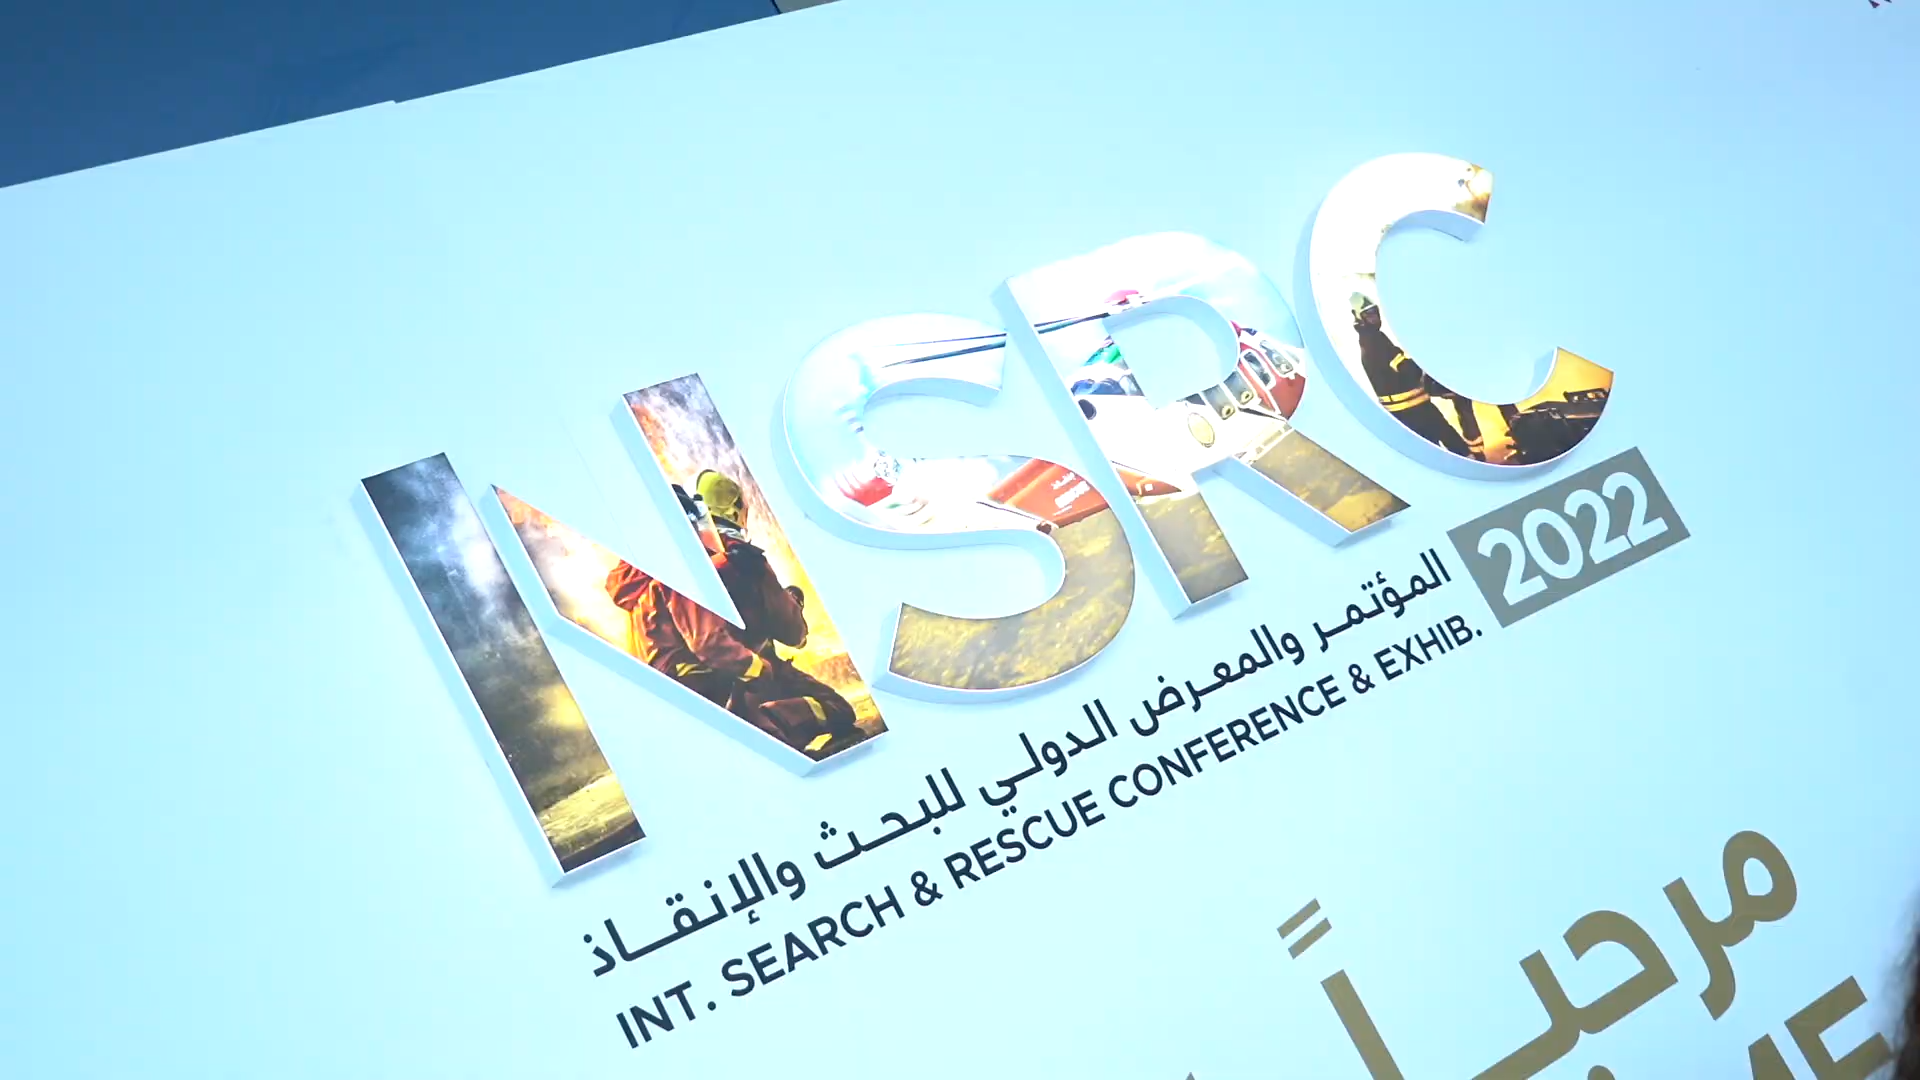 INSRC
المؤتمر والمعرض الدولي للبحث والإنقاذ
2022
INT. SEARCH & RESCUE CONFERENCE & EXHIB.
مرحباً